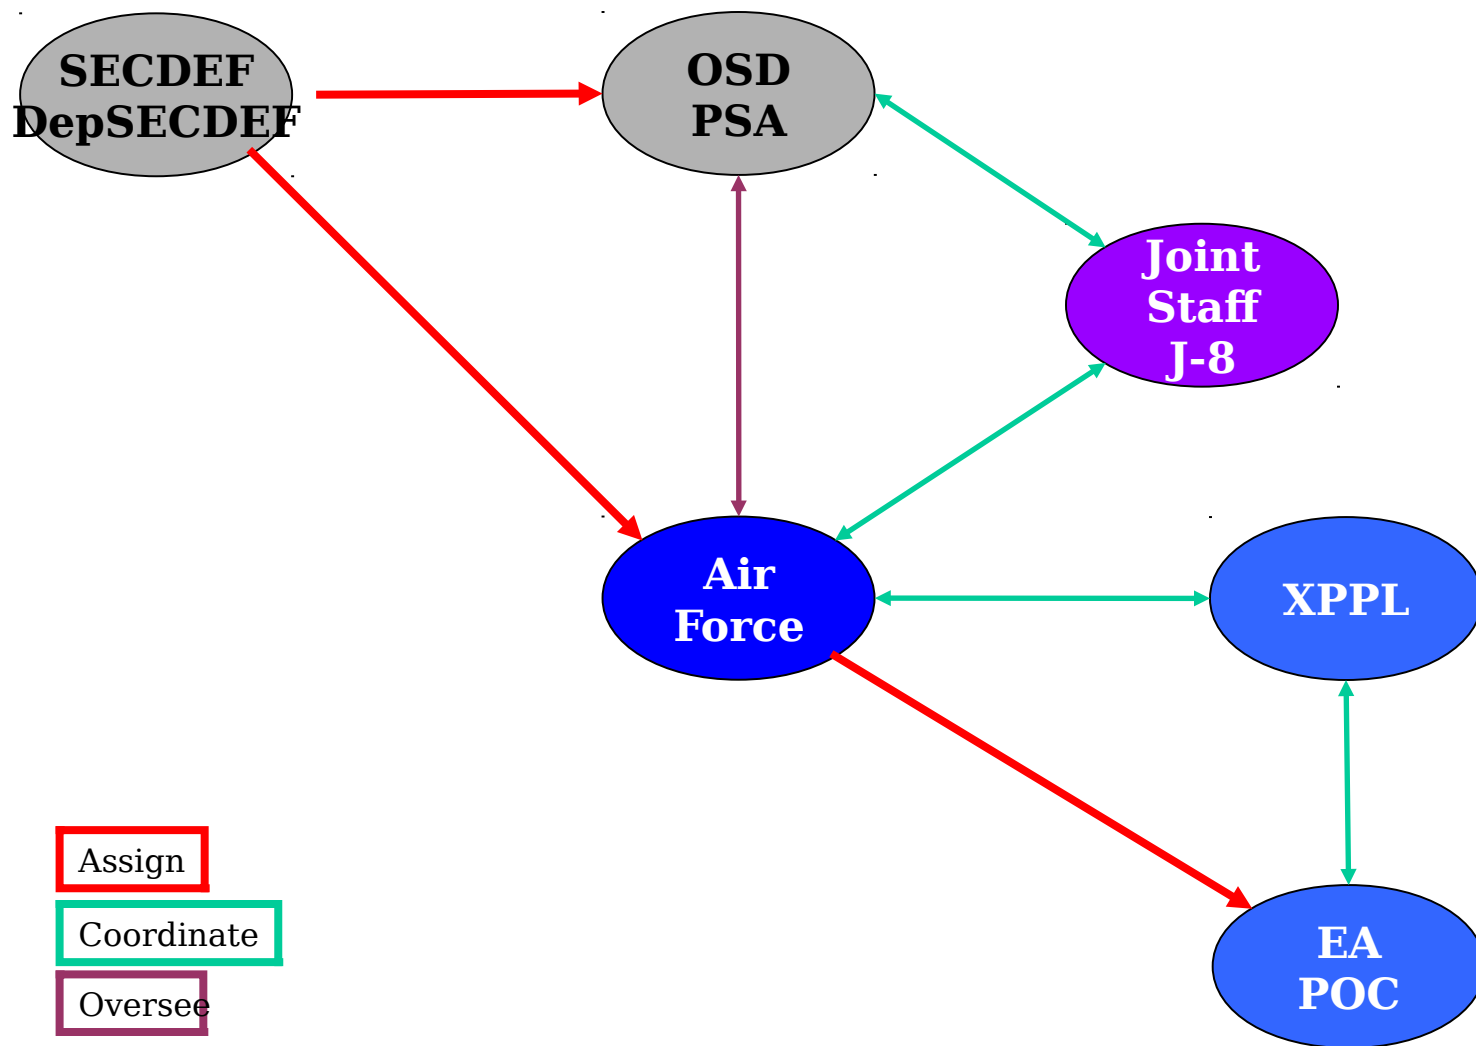 SECDEF
DepSECDEF
OSD
PSA
Joint
Staff
J-8
Air
Force
XPPL
EA
POC
Assign
Coordinate
Oversee